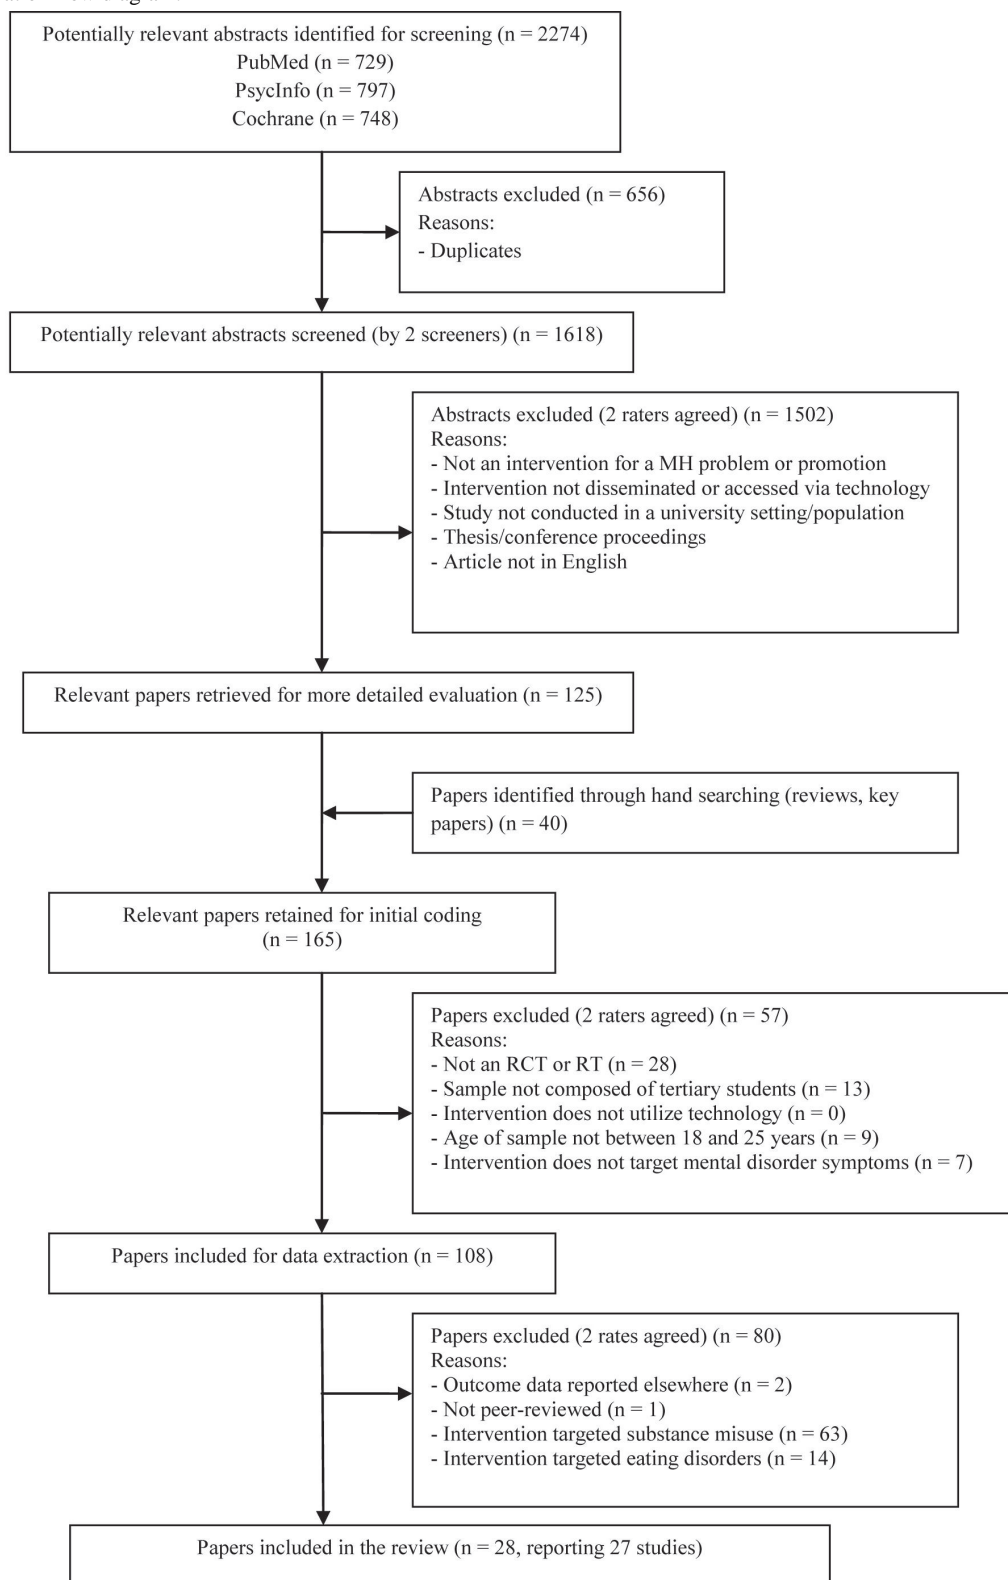 Potentially relevant abstracts identified for screening (n = 2274)
PubMed (n = 729)
PsycInfo (n = 797)
Cochrane (n = 748)
Abstracts excluded (n = 656)
Reasons:
- Duplicates
Potentially relevant abstracts screened (by 2 screeners) (n = 1618)
Abstracts excluded (2 raters agreed) (n = 1502)
Reasons:
- Not an intervention for a MH problem or promotion
- Intervention not disseminated or accessed via technology
- Study not conducted in a university setting/population
- Thesis/conference proceedings
- Article not in English
Relevant papers retrieved for more detailed evaluation (n = 125)
Papers identified through hand searching (reviews, key
papers) (n = 40)
Relevant papers retained for initial coding
(n = 165)
Papers excluded (2 raters agreed) (n = 57)
Reasons:
- Not an RCT or RT (n = 28)
- Sample not composed of tertiary students (n = 13)
- Intervention does not utilize technology (n = 0)
- Age of sample not between 18 and 25 years (n = 9)
- Intervention does not target mental disorder symptoms (n = 7)
Papers included for data extraction (n = 108)
Papers excluded (2 rates agreed) (n = 80)
Reasons:
- Outcome data reported elsewhere (n = 2)
- Not peer-reviewed (n = 1)
- Intervention targeted substance misuse (n = 63)
- Intervention targeted eating disorders (n = 14)
Papers included in the review (n = 28, reporting 27 studies)